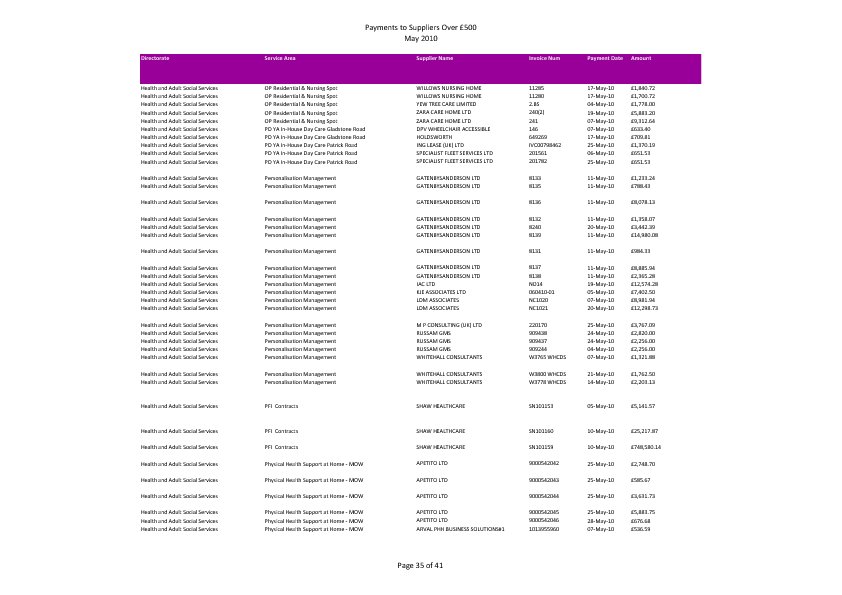 Payments to Suppliers Over £500
May 2010
Directorate Service Area Supplier Name Invoice Num Payment Date Amount
Health and Adult Social Services OP Residential & Nursing Spot WILLOWS NURSING HOME 11285 17-May-10 £1,840.72
Health and Adult Social Services OP Residential & Nursing Spot WILLOWS NURSING HOME 11280 17-May-10 £1,700.72
Health and Adult Social Services OP Residential & Nursing Spot YEW TREE CARE LIMITED 2.86 04-May-10 £1,778.00
Health and Adult Social Services OP Residential & Nursing Spot ZARA CARE HOME LTD 240(2) 19-May-10 £5,883.20
Health and Adult Social Services OP Residential & Nursing Spot ZARA CARE HOME LTD 241 07-May-10 £9,312.64
Health and Adult Social Services PD YA In-House Day Care Gladstone Road DPV WHEELCHAIR ACCESSIBLE 146 07-May-10 £633.40
Health and Adult Social Services PD YA In-House Day Care Gladstone Road HOLDSWORTH 649269 17-May-10 £709.81
Health and Adult Social Services PD YA In-House Day Care Patrick Road ING LEASE (UK) LTD IVC00798462 25-May-10 £1,370.19
Health and Adult Social Services PD YA In-House Day Care Patrick Road SPECIALIST FLEET SERVICES LTD 201561 06-May-10 £651.53
Health and Adult Social Services PD YA In-House Day Care Patrick Road SPECIALIST FLEET SERVICES LTD 201782 25-May-10 £651.53
Health and Adult Social Services Personalisation Management GATENBYSANDERSON LTD 8133 11-May-10 £1,233.24
Health and Adult Social Services Personalisation Management GATENBYSANDERSON LTD 8135 11-May-10 £788.43
Health and Adult Social Services Personalisation Management GATENBYSANDERSON LTD 8136 11-May-10 £8,078.13
Health and Adult Social Services Personalisation Management GATENBYSANDERSON LTD 8132 11-May-10 £1,358.07
Health and Adult Social Services Personalisation Management GATENBYSANDERSON LTD 8240 20-May-10 £3,442.39
Health and Adult Social Services Personalisation Management GATENBYSANDERSON LTD 8139 11-May-10 £14,980.08
Health and Adult Social Services Personalisation Management GATENBYSANDERSON LTD 8131 11-May-10 £984.33
Health and Adult Social Services Personalisation Management GATENBYSANDERSON LTD 8137 11-May-10 £8,885.94
Health and Adult Social Services Personalisation Management GATENBYSANDERSON LTD 8138 11-May-10 £2,365.28
Health and Adult Social Services Personalisation Management IAC LTD ND14 19-May-10 £12,574.28
Health and Adult Social Services Personalisation Management KJE ASSOCIATES LTD 060410-01 05-May-10 £7,402.50
Health and Adult Social Services Personalisation Management LDM ASSOCIATES NC1020 07-May-10 £8,981.94
Health and Adult Social Services Personalisation Management LDM ASSOCIATES NC1021 20-May-10 £12,298.73
Health and Adult Social Services Personalisation Management M P CONSULTING (UK) LTD 220170 25-May-10 £3,767.09
Health and Adult Social Services Personalisation Management RUSSAM GMS 909438 24-May-10 £2,820.00
Health and Adult Social Services Personalisation Management RUSSAM GMS 909437 24-May-10 £2,256.00
Health and Adult Social Services Personalisation Management RUSSAM GMS 909244 04-May-10 £2,256.00
Health and Adult Social Services Personalisation Management WHITEHALL CONSULTANTS W3765 WHCDS 07-May-10 £1,321.88
Health and Adult Social Services Personalisation Management WHITEHALL CONSULTANTS W3800 WHCDS 21-May-10 £1,762.50
Health and Adult Social Services Personalisation Management WHITEHALL CONSULTANTS W3778 WHCDS 14-May-10 £2,203.13
Health and Adult Social Services PFI Contracts SHAW HEALTHCARE SN101153 05-May-10 £5,141.57
Health and Adult Social Services PFI Contracts SHAW HEALTHCARE SN101160 10-May-10 £25,217.87
Health and Adult Social Services PFI Contracts SHAW HEALTHCARE SN101159 10-May-10 £748,580.14
Health and Adult Social Services Physical Health Support at Home - MOW APETITO LTD 9000542042 25-May-10 £2,748.70
Health and Adult Social Services Physical Health Support at Home - MOW APETITO LTD 9000542043 25-May-10 £585.67
Health and Adult Social Services Physical Health Support at Home - MOW APETITO LTD 9000542044 25-May-10 £3,631.73
Health and Adult Social Services Physical Health Support at Home - MOW APETITO LTD 9000542045 25-May-10 £5,883.75
Health and Adult Social Services Physical Health Support at Home - MOW APETITO LTD 9000542046 28-May-10 £676.68
Health and Adult Social Services Physical Health Support at Home - MOW ARVAL PHH BUSINESS SOLUTIONS#1 1013955960 07-May-10 £536.59
Page 35 of 41